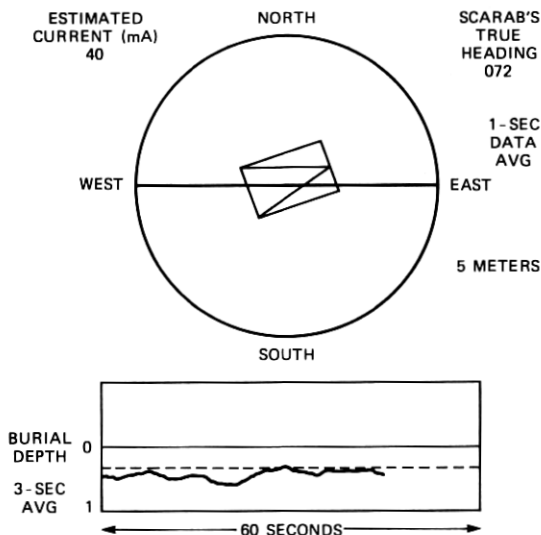 ESTIMATED
CURRENT (mA)
40
NORTH
SCARAB'S
TRUE
HEADING
072
1-SEC
DATA
AVG
WEST
EAST
5 METERS
SOUTH
BURIAL
DEPTH
0
3-SEC
AVG
1
60 SECONDS